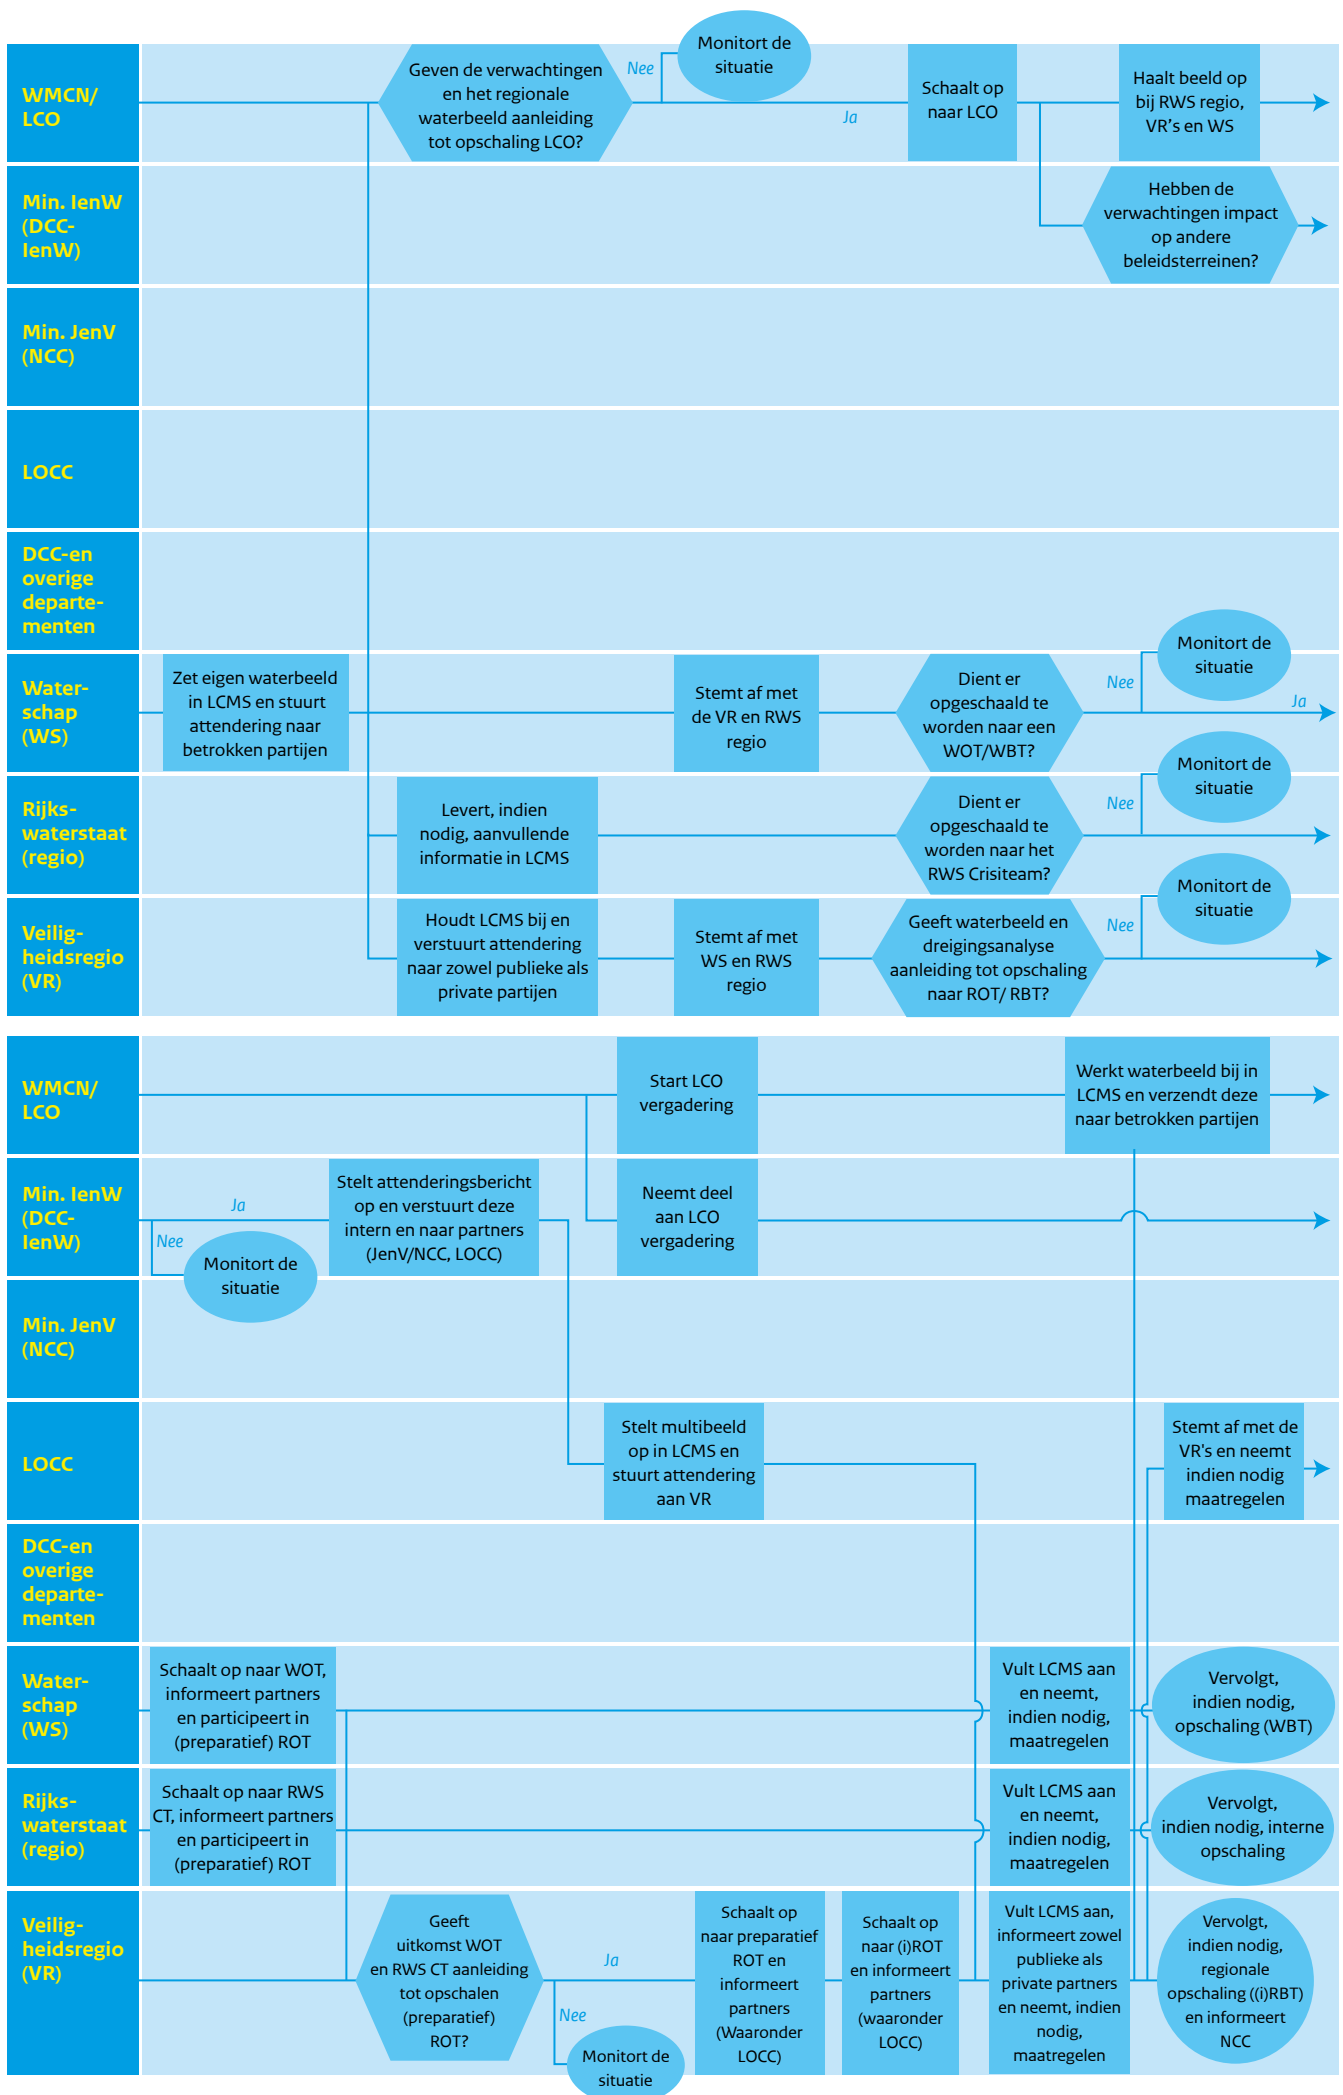 WMCN/
LCO
Geven de verwachtingen
en het regionale
waterbeeld aanleiding
tot opschaling LCO?
Nee
Monitort de
situatie
Ja
Schaalt op
naar LCO
Haalt beeld op
bij RWS regio,
VR's en WS
Min. IenW
(DCC-
IenW)
Hebben de
verwachtingen impact
op andere
beleidsterreinen?
Min. JenV
(NCC)
LOCC
DCC-en
overige
departe-
menten
Water-
schap
(WS)
Zet eigen waterbeeld
in LCMS en stuurt
attendering naar
betrokken partijen
Stemt af met
de VR en RWS
regio
Dient er
opgeschaald te
worden naar een
WOT/WBT?
Nee
Monitort de
situatie
Ja
Rijks-
waterstaat
(regio)
Levert, indien
nodig, aanvullende
informatie in LCMS
Dient er
opgeschaald te
worden naar het
RWS Crisiteam?
Nee
Monitort de
situatie
Veilig-
heidsregio
(VR)
Houdt LCMS bij en
verstuurt attendering
naar zowel publieke als
private partijen
Stemt af met
WS en RWS
regio
Geeft waterbeeld en
dreigingsanalyse
aanleiding tot opschaling
naar ROT/ RBT?
Nee
Monitort de
situatie
WMCN/
LCO
Start LCO
vergadering
Werkt waterbeeld bij in
LCMS en verzendt deze
naar betrokken partijen
Min. IenW
(DCC-
IenW)
Ja
Nee
Monitort de
situatie
Stelt attenderingsbericht
op en verstuurt deze
intern en naar partners
(JenV/NCC, LOCC)
Neemt deel
aan LCO
vergadering
Min. JenV
(NCC)
LOCC
Stelt multibeeld
op in LCMS en
stuurt attendering
aan VR
Stemt af met de
VR's en neemt
indien nodig
maatregelen
DCC-en
overige
departe-
menten
Water-
schap
(WS)
Schaalt op naar WOT,
informeert partners
en participeert in
(preparatief) ROT
Vult LCMS aan
en neemt,
indien nodig,
maatregelen
Vervolgt,
indien nodig,
opschaling (WBT)
Rijks-
waterstaat
(regio)
Schaalt op naar RWS
CT, informeert partners
en participeert in
(preparatief) ROT
Vult LCMS aan
en neemt,
indien nodig,
maatregelen
Vervolgt,
indien nodig, interne
opschaling
Veilig-
heidsregio
(VR)
Geeft
uitkomst WOT
en RWS CT aanleiding
tot opschalen
(preparatief)
ROT?
Ja
Nee
Monitort de
situatie
Schaalt op
naar preparatief
ROT en
informeert
partners
(Waaronder
LOCC)
Schaalt op
naar (i)ROT
en informeert
partners
(waaronder
LOCC)
Vult LCMS aan,
informeert zowel
publieke als
private partners
en neemt, indien
nodig,
maatregelen
Vervolgt,
indien nodig,
regionale
opschaling ((i)RBT)
en informeert
NCC